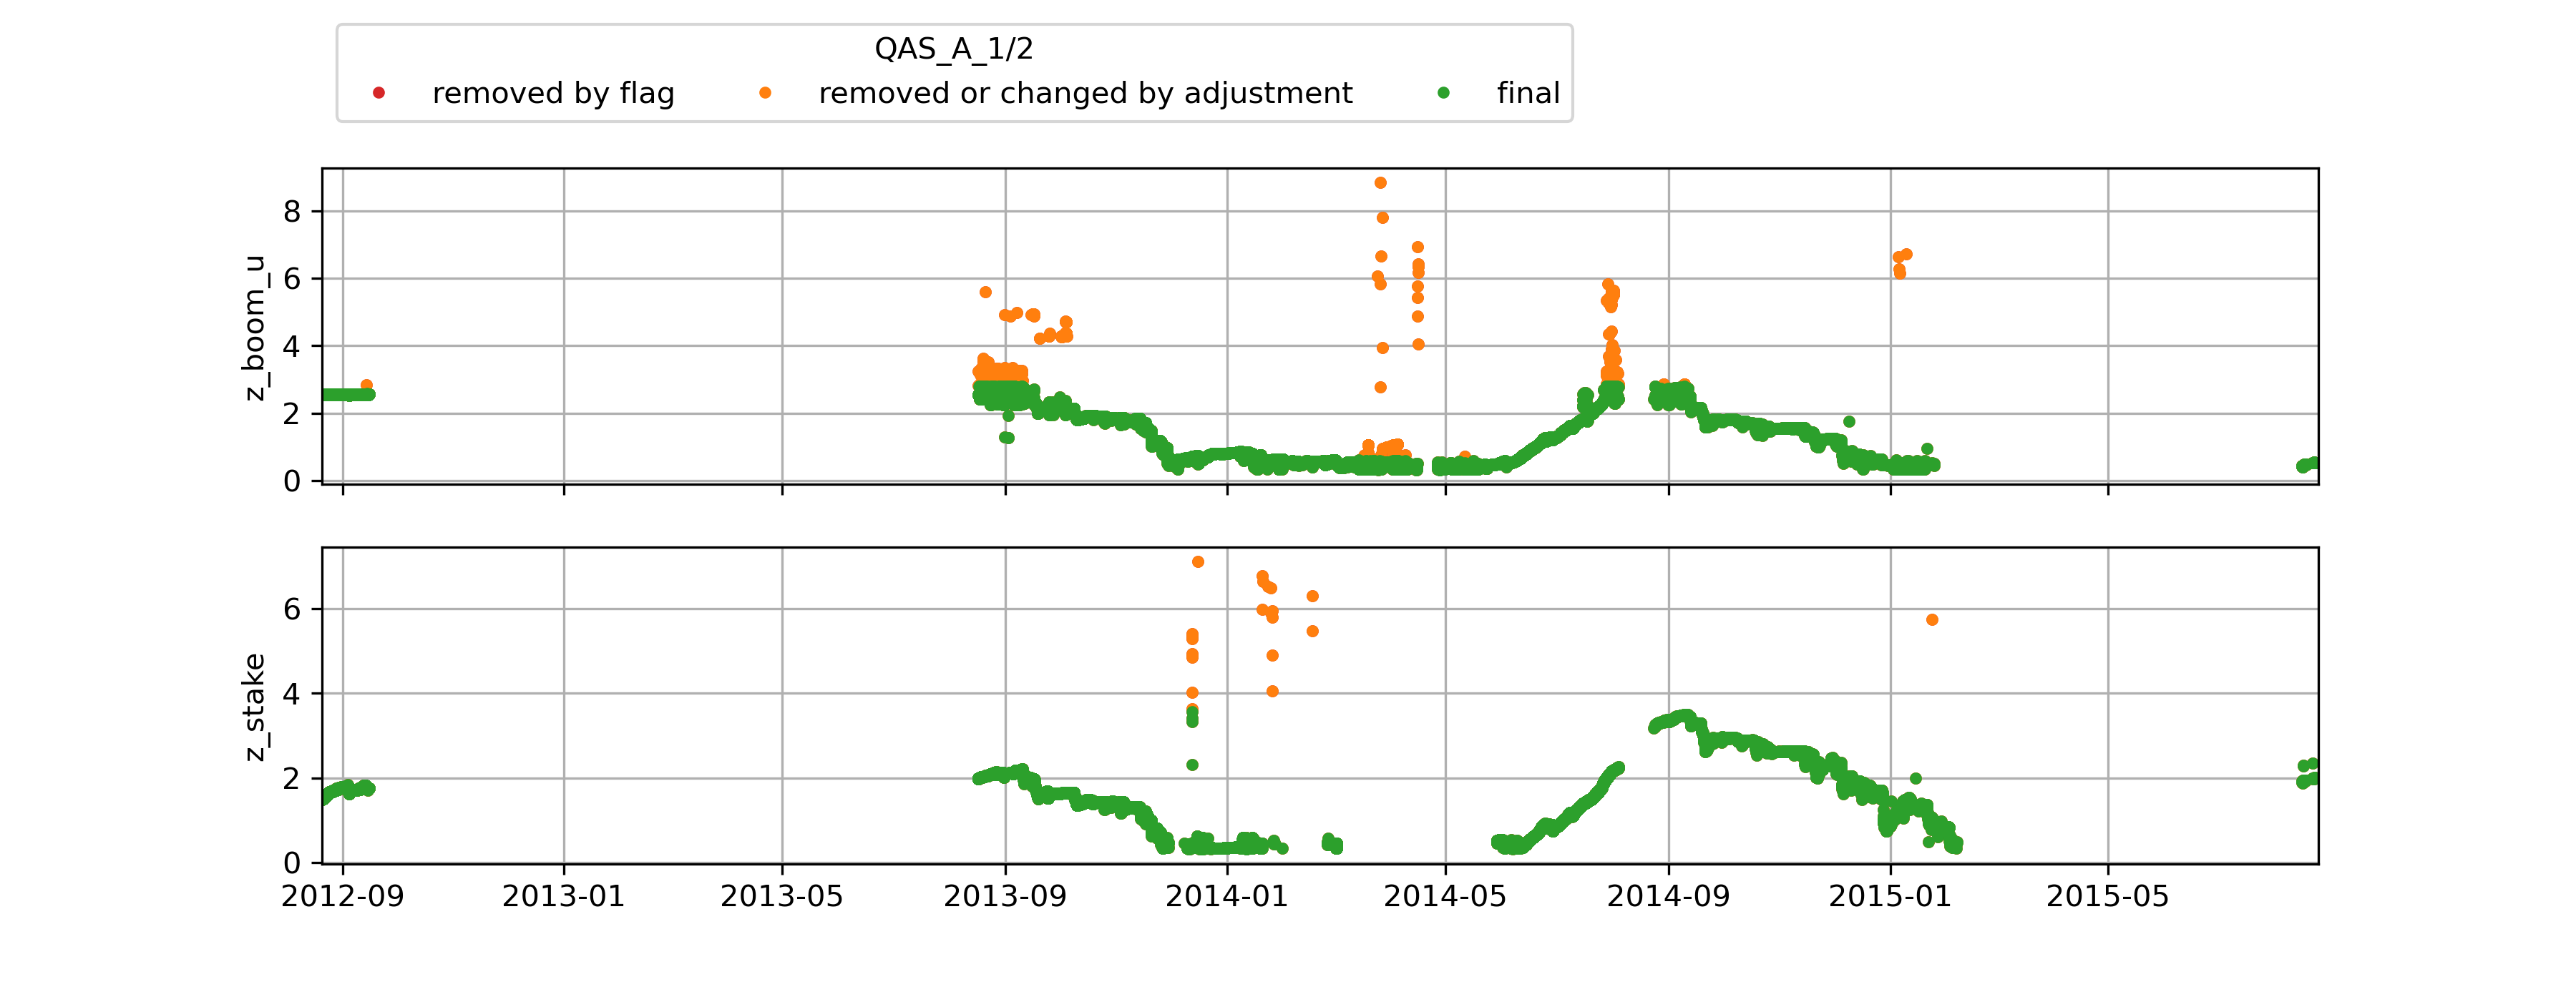 QAS_A_1/2
removed by flag removed or changed by adjustment final
8
6
4
2
0
z_boom_u
6
4
2
0
z_stake
2012-09 2013-01 2013-05 2013-09 2014-01 2014-05 2014-09 2015-01 2015-05